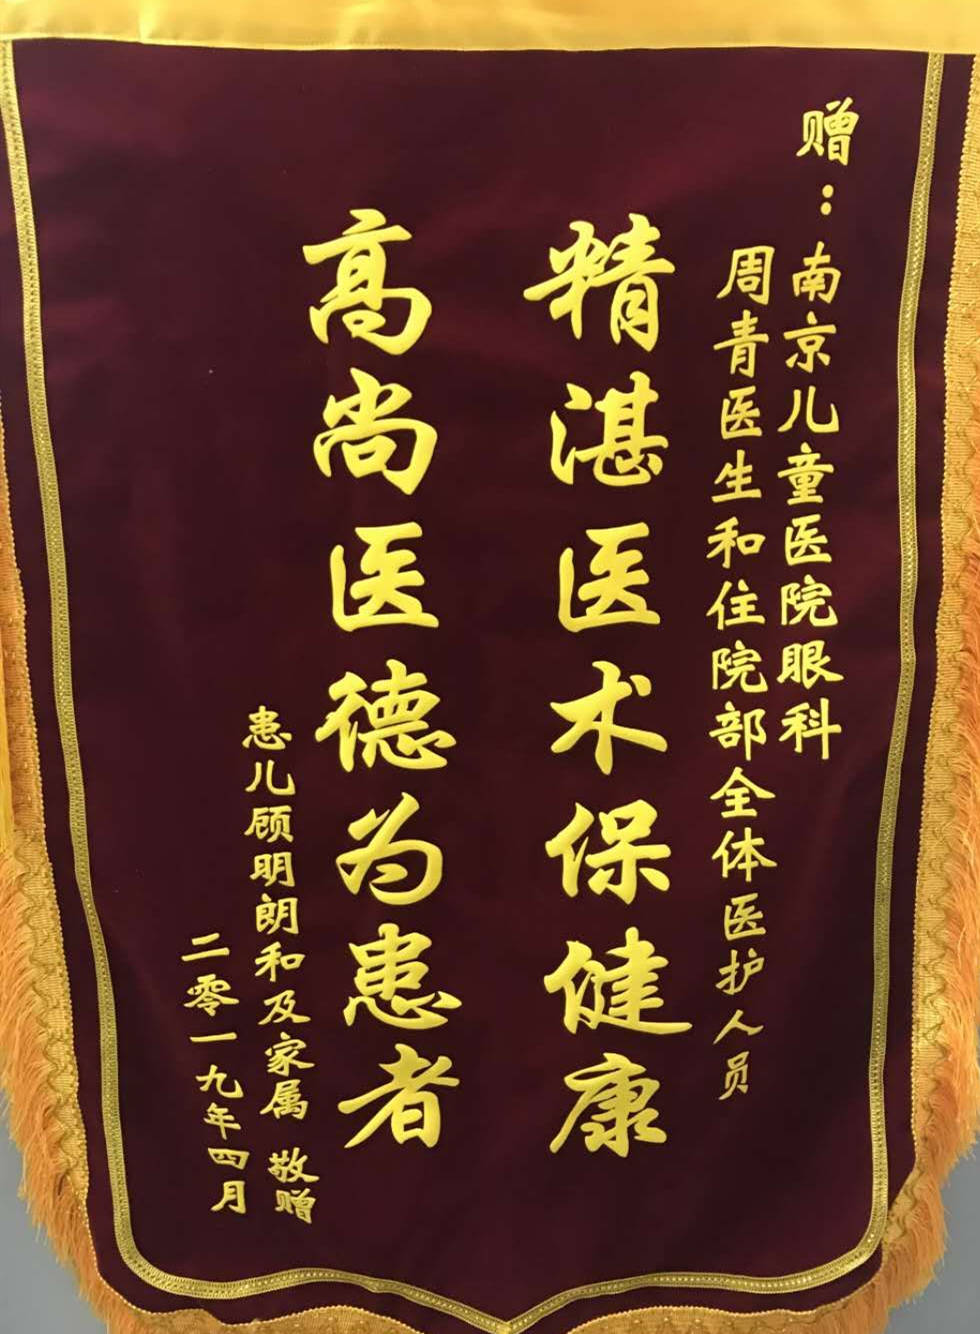 赠：南京儿童医院眼科
周青医生和住院部全体医护人员
精湛医术保健康
高尚医德为患者
患儿顾明朗和及家属 敬赠
二零一九年四月